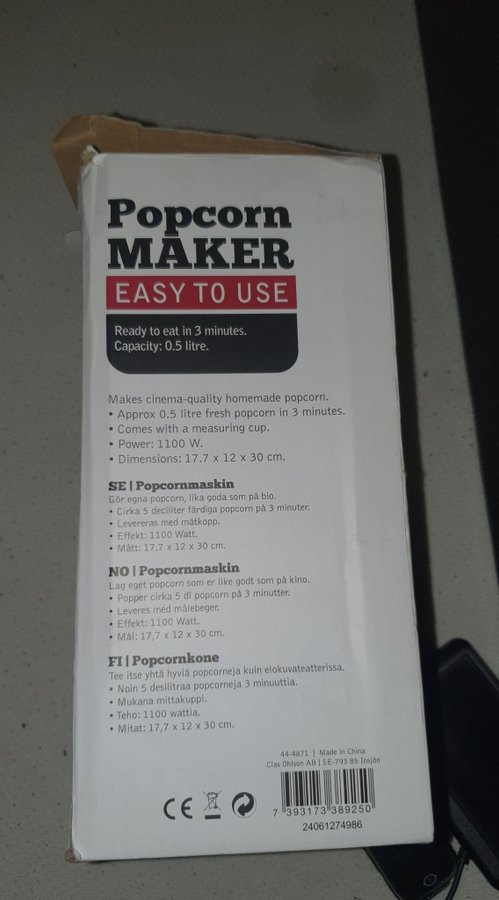 Popcorn
MAKER
EASY TO USE
Ready to eat in 3 minutes.
Capacity: 0.5 litre.
Makes cinema-quality homemade popcorn.
• Approx 0.5 litre fresh popcorn in 3 minutes.
• Comes with a measuring cup.
• Power: 1100 W.
• Dimensions: 17.7 x 12 x 30 cm.
SE | Popcornmaskin
Gör egna popcorn, lika goda som på bio.
• Cirka 5 deciliter färdiga popcorn på 3 minuter.
• Levereras med mätkopp.
• Effekt: 1100 Watt.
• Mått: 17.7 x 12 x 30 cm.
NO | Popcornmaskin
Lag eget popcorn som er like godt som på kino.
• Popper cirka 5 dl popcorn på 3 minutter.
• Leveres med målebeger.
• Effekt: 1100 Watt.
• Mål: 17,7 x 12 x 30 cm.
FI | Popcornkone
Tee itse yhtä hyviä popcorneja kuin elokuvateatterissa.
• Noin 5 desilitraa popcorneja 3 minuuttia.
• Mukana mittakuppi.
• Teho: 1100 wattia.
• Mitat: 17,7 x 12 x 30 cm.
44-4871 | Made in China
Clas Ohlson AB | SE-793 85 Insjön
CE
7 393173 389250
24061274986